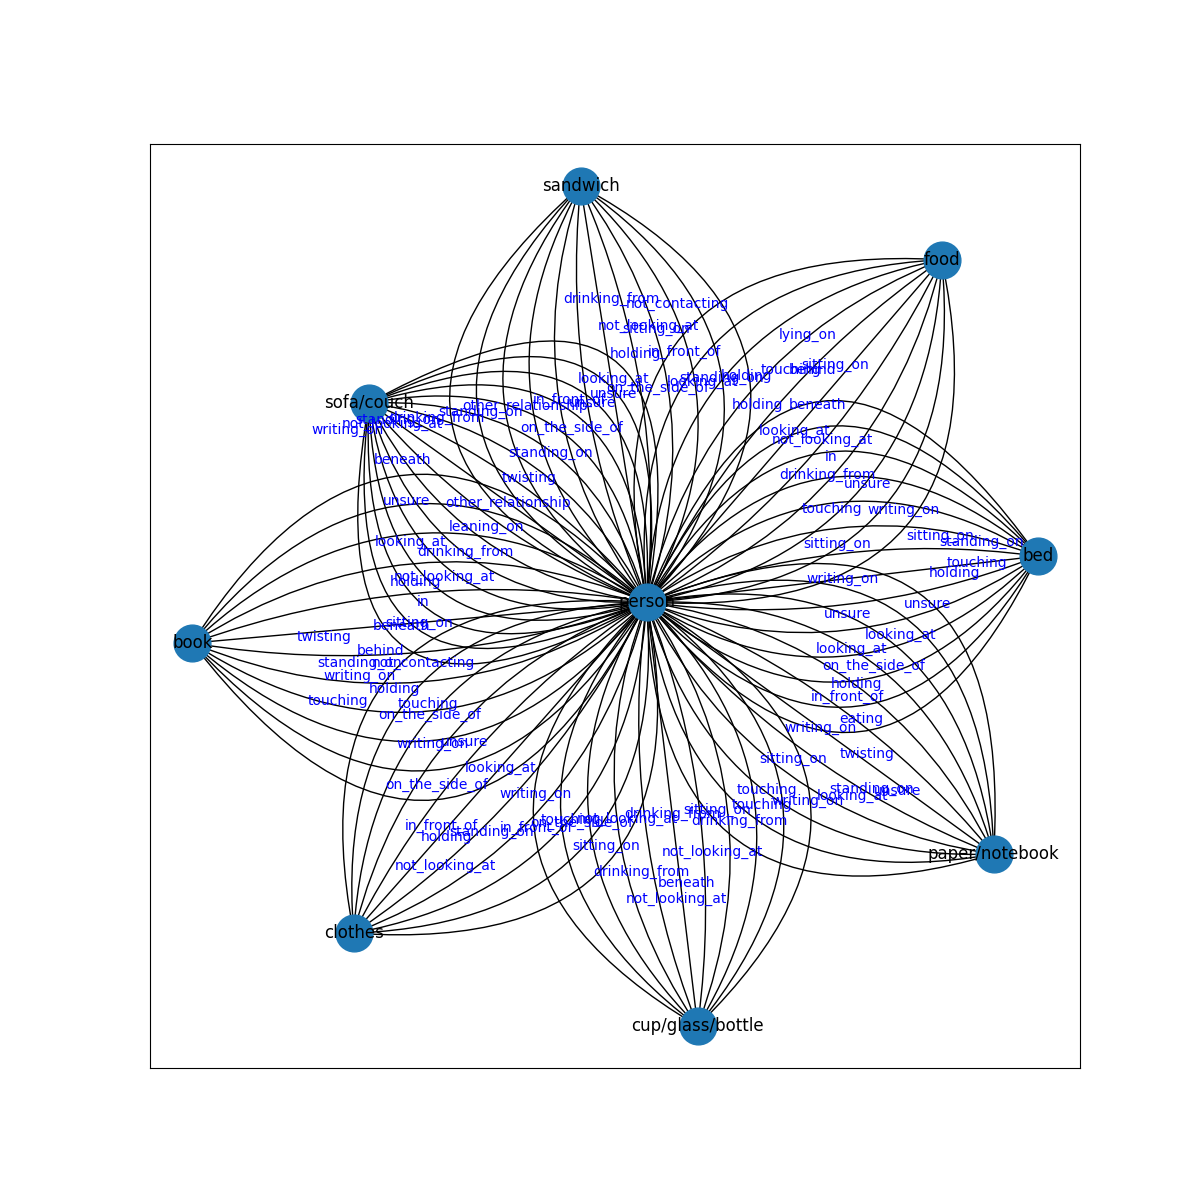 sandwich
food
drinking_from
not_contacting
not_looking_at
sitting_on
lying_on
holding
in_front_of
sitting_on
touching
behind
looking_at
looking_at
standing_on
holding
on_the_side_of
unsure
sofa/couch
in_front_of
unsure
other_relationship
standing_on
holding
beneath
drinking_from
standing_on
not_looking_at
writing_on
on_the_side_of
looking_at
not_looking_at
standing_on
in
beneath
twisting
drinking_from
unsure
unsure
other_relationship
touching
writing_on
leaning_on
sitting_on
standing_on
looking_at
sitting_on
drinking_from
bed
touching
holding
not_looking_at
holding
writing_on
in
person
unsure
unsure
sitting_on
beneath
looking_at
twisting
book
behind
looking_at
standing_on
not_contacting
on_the_side_of
writing_on
holding
holding
touching
touching
in_front_of
on_the_side_of
eating
writing_on
writing_on
unsure
twisting
sitting_on
looking_at
on_the_side_of
touching
standing_on
unsure
writing_on
looking_at
writing_on
touching
sitting_on
drinking_from
drinking_from
in_front_of
standing_on
holding
in_front_of
touching
on_the_side_of
not_looking_at
sitting_on
not_looking_at
paper/notebook
not_looking_at
drinking_from
beneath
not_looking_at
clothes
cup/glass/bottle